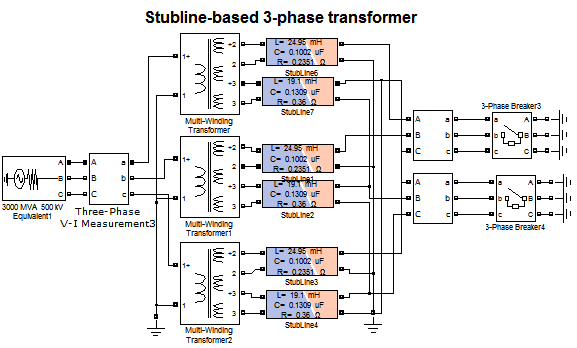 Stubline-based 3-phase transformer
1+
1
+2
2
+3
3
Multi-Winding
Transformer
L= 24.95 mH
C= 0.1002 uF
R= 0.2351 Ω
StubLine6
L= 19.1 mH
C= 0.1309 uF
R= 0.36 Ω
StubLine7
1+
1
+2
2
+3
3
Multi-Winding
Transformer1
L= 24.95 mH
C= 0.1002 uF
R= 0.2351 Ω
StubLine1
L= 19.1 mH
C= 0.1309 uF
R= 0.36 Ω
StubLine2
1+
1
+2
2
+3
3
Multi-Winding
Transformer2
L= 24.95 mH
C= 0.1002 uF
R= 0.2351 Ω
StubLine3
L= 19.1 mH
C= 0.1309 uF
R= 0.36 Ω
StubLine4
A
B
C
3000 MVA 500 kV
Equivalent1
A a
B b
C c
Three-Phase
V-I Measurement3
A a
B b
C c
3-Phase Breaker3
a A
b B
c C
A a
B b
C c
a A
b B
c C
3-Phase Breaker4